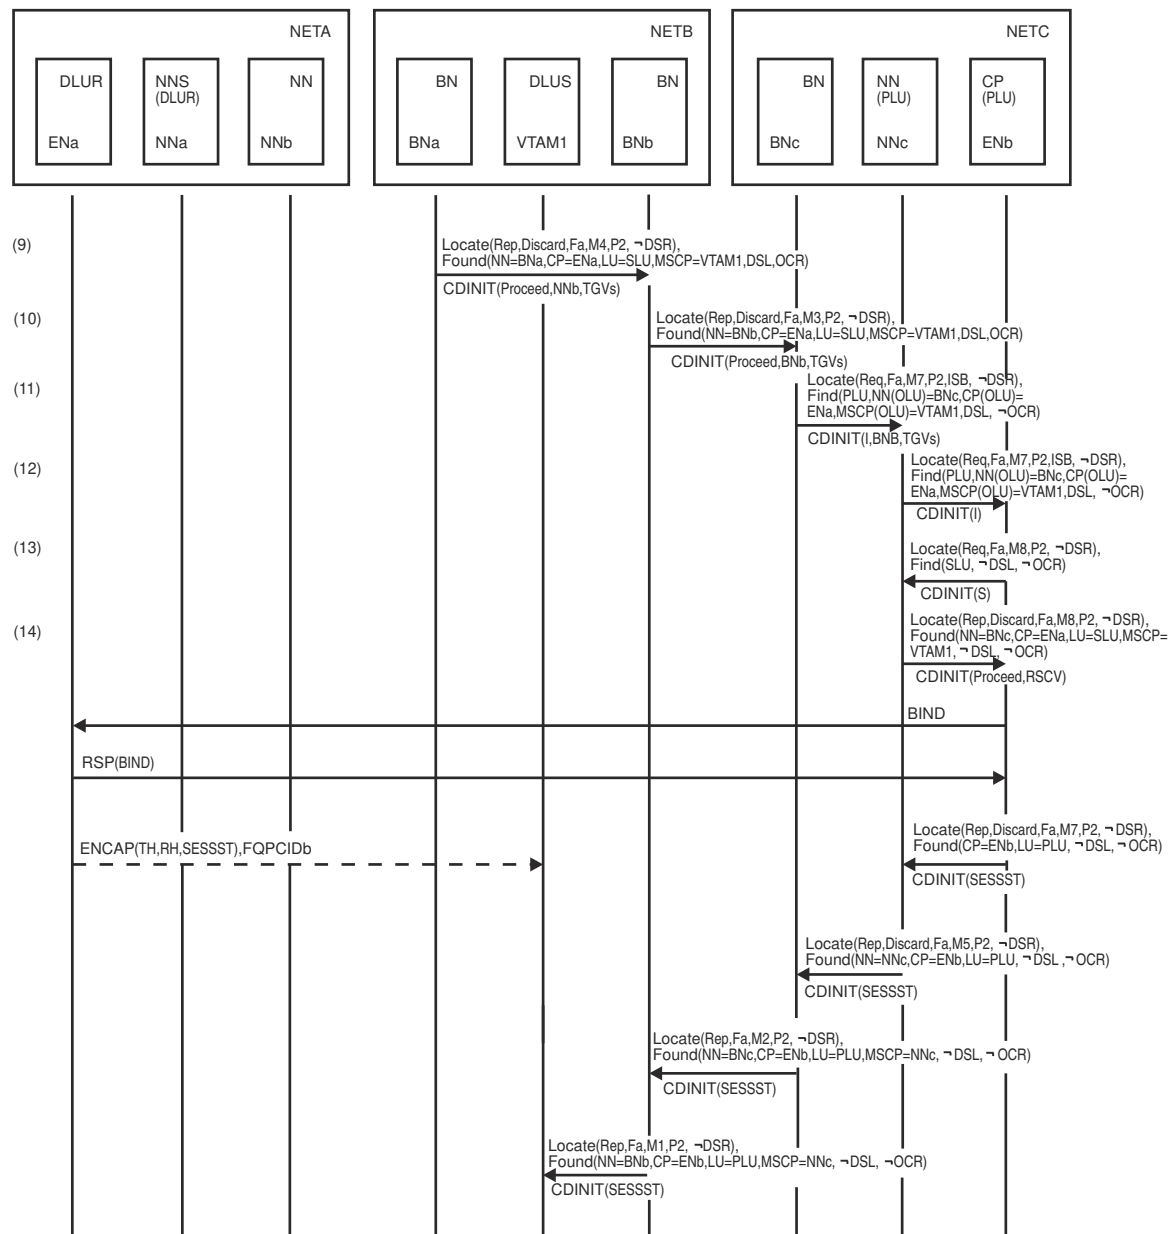 NETA
NETB
NETC
DLUR
NNS
(DLUR)
NN
BN
DLUS
BN
BN
NN
(PLU)
CP
(PLU)
ENa
NNa
NNb
BNa
VTAM1
BNb
BNc
NNc
ENb
(9)
Locate(Rep,Discard,Fa,M4,P2, ¬DSR),
Found(NN=BNa,CP=ENa,LU=SLU,MSCP=VTAM1,DSL,OCR)
CDINIT(Proceed,NNb,TGVs)
(10)
Locate(Rep,Discard,Fa,M3,P2, ¬DSR),
Found(NN=BNb,CP=ENa,LU=SLU,MSCP=VTAM1,DSL,OCR)
CDINIT(Proceed,BNb,TGVs)
(11)
Locate(Req,Fa,M7,P2,ISB, ¬DSR),
Find(PLU,NN(OLU)=BNc,CP(OLU)=
ENa,MSCP(OLU)=VTAM1,DSL, ¬OCR)
CDINIT(I,BNB,TGVs)
(12)
Locate(Req,Fa,M7,P2,ISB, ¬DSR),
Find(PLU,NN(OLU)=BNc,CP(OLU)=
ENa,MSCP(OLU)=VTAM1,DSL, ¬OCR)
CDINIT(I)
(13)
Locate(Req,Fa,M8,P2, ¬DSR),
Find(SLU, ¬DSL, ¬OCR)
CDINIT(S)
(14)
Locate(Rep,Discard,Fa,M8,P2, ¬DSR),
Found(NN=BNc,CP=ENa,LU=SLU,MSCP=
VTAM1, ¬DSL, ¬OCR)
CDINIT(Proceed,RSCV)
BIND
RSP(BIND)
Locate(Rep,Discard,Fa,M7,P2, ¬DSR),
Found(CP=ENb,LU=PLU, ¬DSL, ¬OCR)
CDINIT(SESSST)
ENCAP(TH,RH,SESSST),FQPCIDb
Locate(Rep,Discard,Fa,M5,P2, ¬DSR),
Found(NN=NNc,CP=ENb,LU=PLU, ¬DSL ,¬OCR)
CDINIT(SESSST)
Locate(Rep,Fa,M2,P2, ¬DSR),
Found(NN=BNc,CP=ENb,LU=PLU,MSCP=NNc, ¬DSL, ¬OCR)
CDINIT(SESSST)
Locate(Rep,Fa,M1,P2, ¬DSR),
Found(NN=BNb,CP=ENb,LU=PLU,MSCP=NNc, ¬DSL, ¬OCR)
CDINIT(SESSST)